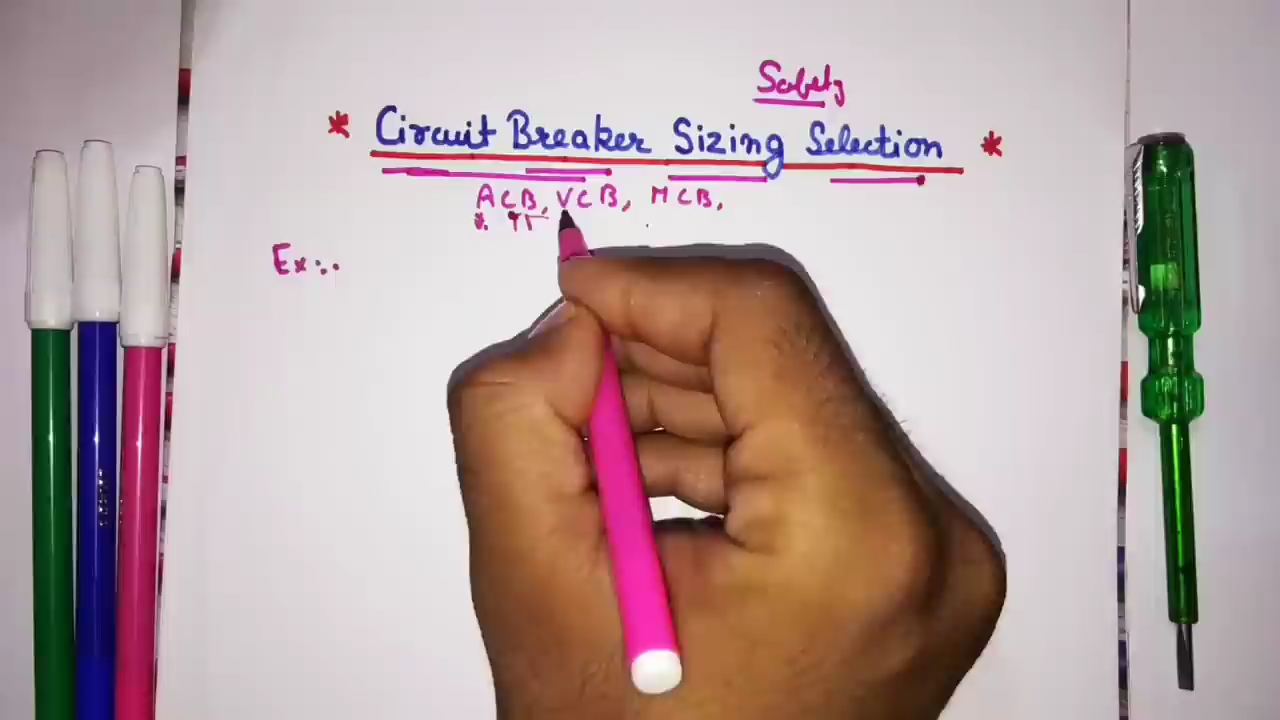 Safety
* Circuit Breaker Sizing Selection *
ACB, VCB, MCB,
Ex:-